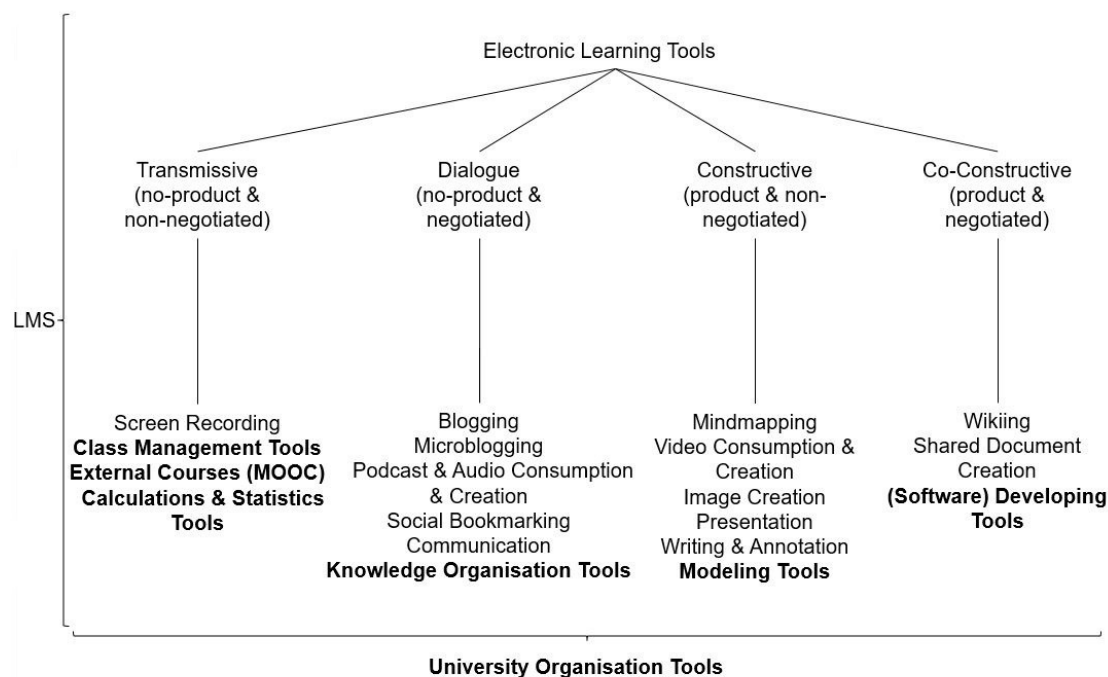 Electronic Learning Tools
Transmissive
(no-product &
non-negotiated)
Dialogue
(no-product &
negotiated)
Constructive
(product & non-
negotiated)
Co-Constructive
(product &
negotiated)
LMS
Screen Recording
Class Management Tools
External Courses (MOOC)
Calculations & Statistics
Tools
Blogging
Microblogging
Podcast & Audio Consumption
& Creation
Social Bookmarking
Communication
Knowledge Organisation Tools
Mindmapping
Video Consumption &
Creation
Image Creation
Presentation
Writing & Annotation
Modeling Tools
Wikiing
Shared Document
Creation
(Software) Developing
Tools
University Organisation Tools